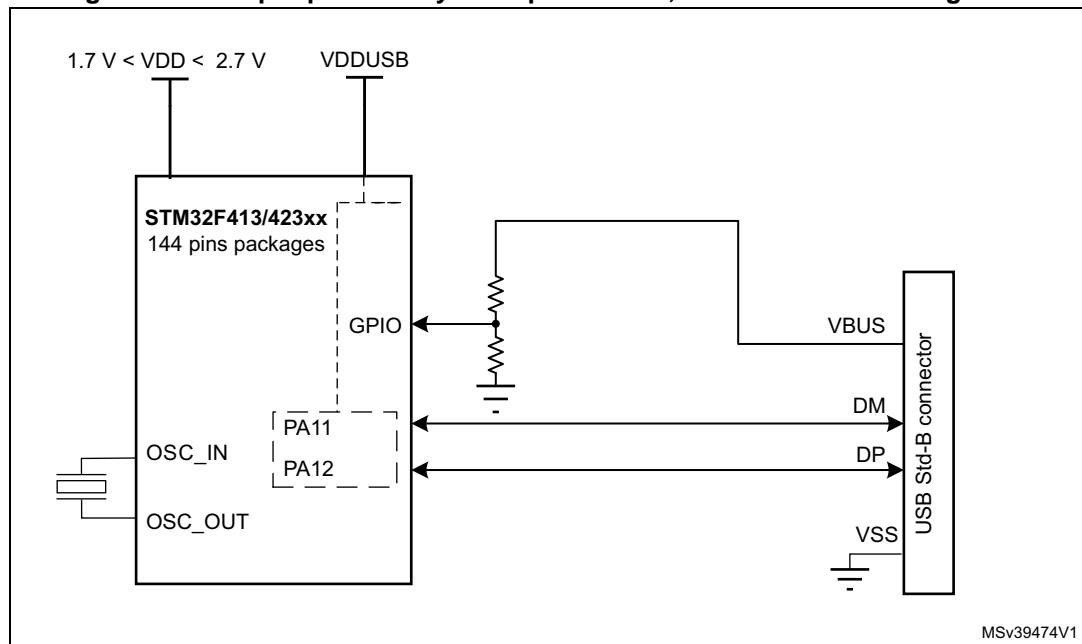 1.7 V < VDD < 2.7 V
VDDUSB
STM32F413/423xx
144 pins packages
GPIO
VBUS
PA11
DM
PA12
DP
OSC_IN
OSC_OUT
VSS
USB Std-B connector
MSv39474V1